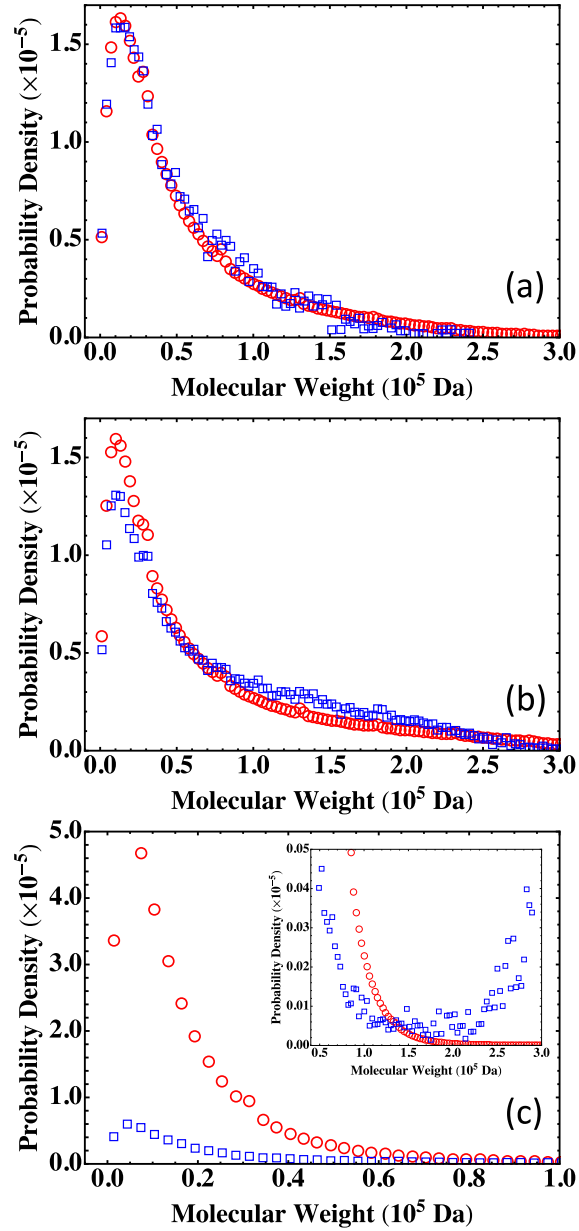 Probability Density (×10⁻⁵)
1.5
1.0
0.5
0.0
(a)
0.0 0.5 1.0 1.5 2.0 2.5 3.0
Molecular Weight (10⁵ Da)
Probability Density (×10⁻⁵)
1.5
1.0
0.5
0.0
(b)
0.0 0.5 1.0 1.5 2.0 2.5 3.0
Molecular Weight (10⁵ Da)
Probability Density (×10⁻⁵)
5.0
4.0
3.0
2.0
1.0
0.0
Probability Density (×10⁻⁵)
0.05
0.04
0.03
0.02
0.01
0.00
0.5 1.0 1.5 2.0 2.5 3.0
Molecular Weight (10⁵ Da)
(c)
0.0 0.2 0.4 0.6 0.8 1.0
Molecular Weight (10⁵ Da)